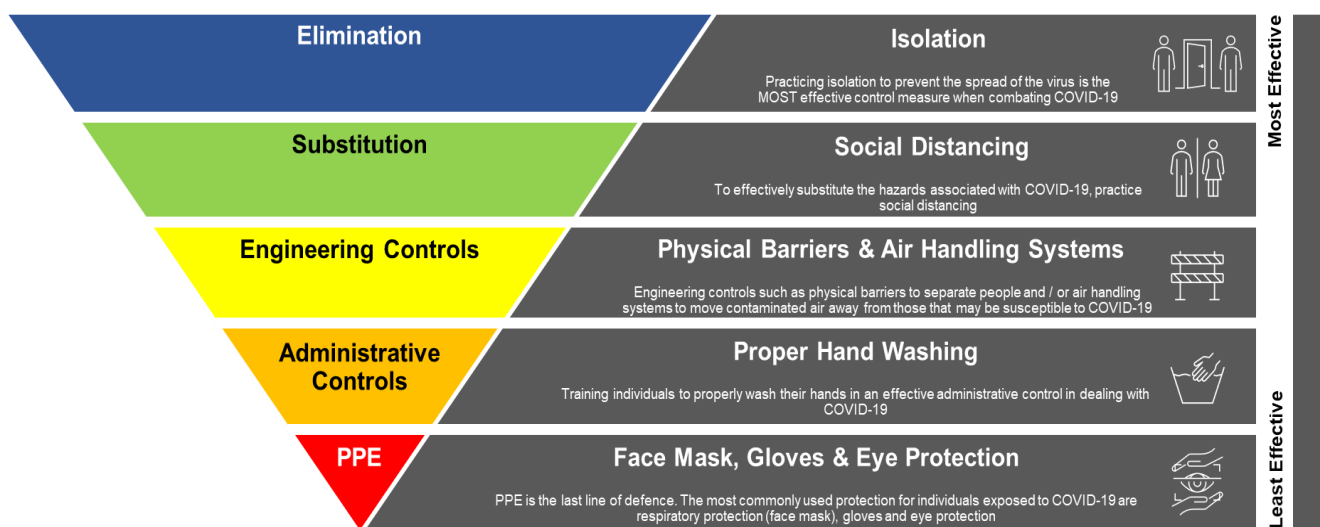 Elimination
Isolation
Practicing isolation to prevent the spread of the virus is the
MOST effective control measure when combating COVID-19
Most Effective
Substitution
Social Distancing
To effectively substitute the hazards associated with COVID-19, practice
social distancing
Engineering Controls
Physical Barriers & Air Handling Systems
Engineering controls such as physical barriers to separate people and / or air handling
systems to move contaminated air away from those that may be susceptible to COVID-19
Administrative
Controls
Proper Hand Washing
Training individuals to properly wash their hands in an effective administrative control in dealing with
COVID-19
PPE
Face Mask, Gloves & Eye Protection
PPE is the last line of defence. The most commonly used protection for individuals exposed to COVID-19 are
respiratory protection (face mask), gloves and eye protection
Least Effective